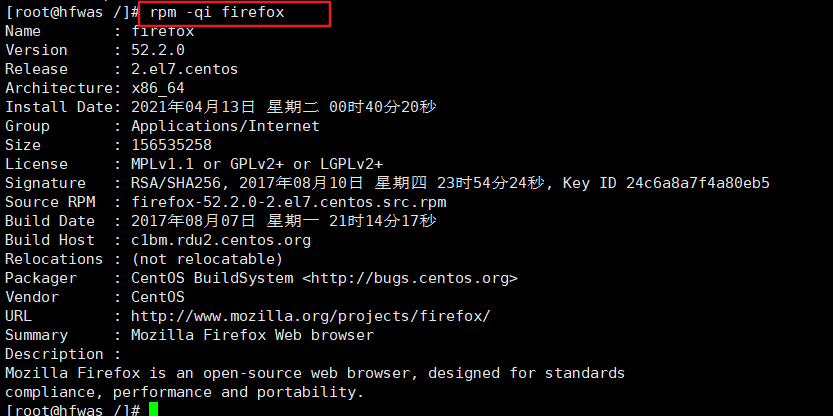 [root@hfwas /]# rpm -qi firefox
Name        : firefox
Version     : 52.2.0
Release     : 2.el7.centos
Architecture: x86_64
Install Date: 2021年04月13日 星期二 00时40分20秒
Group       : Applications/Internet
Size        : 156535258
License     : MPLv1.1 or GPLv2+ or LGPLv2+
Signature   : RSA/SHA256, 2017年08月10日 星期四 23时54分24秒, Key ID 24c6a8a7f4a80eb5
Source RPM  : firefox-52.2.0-2.el7.centos.src.rpm
Build Date  : 2017年08月07日 星期一 21时14分17秒
Build Host  : c1bm.rdu2.centos.org
Relocations : (not relocatable)
Packager    : CentOS BuildSystem <http://bugs.centos.org>
Vendor      : CentOS
URL         : http://www.mozilla.org/projects/firefox/
Summary     : Mozilla Firefox Web browser
Description :
Mozilla Firefox is an open-source web browser, designed for standards
compliance, performance and portability.
[root@hfwas /]#